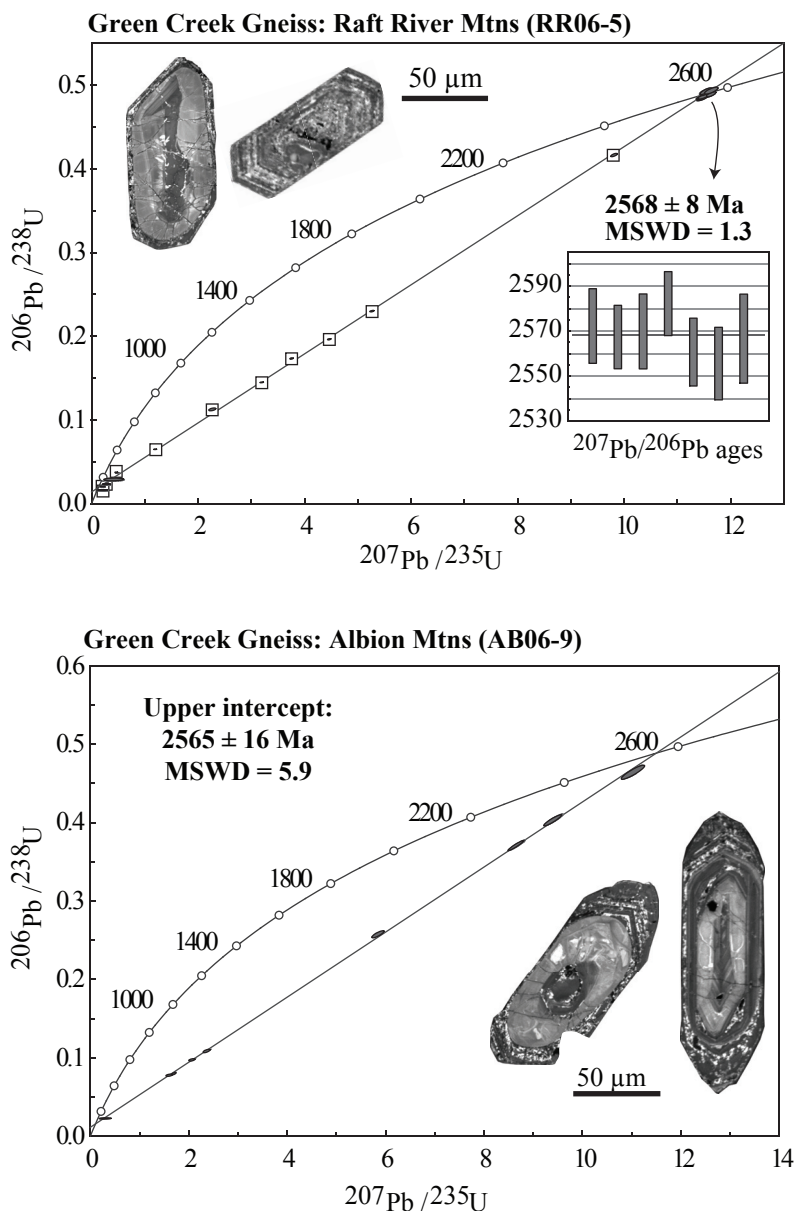 Green Creek Gneiss: Raft River Mtns (RR06-5)
0.5
0.4
0.3
0.2
0.1
0.0
206Pb /238U
50 µm
2600
2200
1800
1400
1000
2568 ± 8 Ma
MSWD = 1.3
2590
2570
2550
2530
207Pb/206Pb ages
0 2 4 6 8 10 12
207Pb /235U
Green Creek Gneiss: Albion Mtns (AB06-9)
0.6
0.5
0.4
0.3
0.2
0.1
0.0
206Pb /238U
Upper intercept:
2565 ± 16 Ma
MSWD = 5.9
2600
2200
1800
1400
1000
50 µm
0 2 4 6 8 10 12 14
207Pb /235U